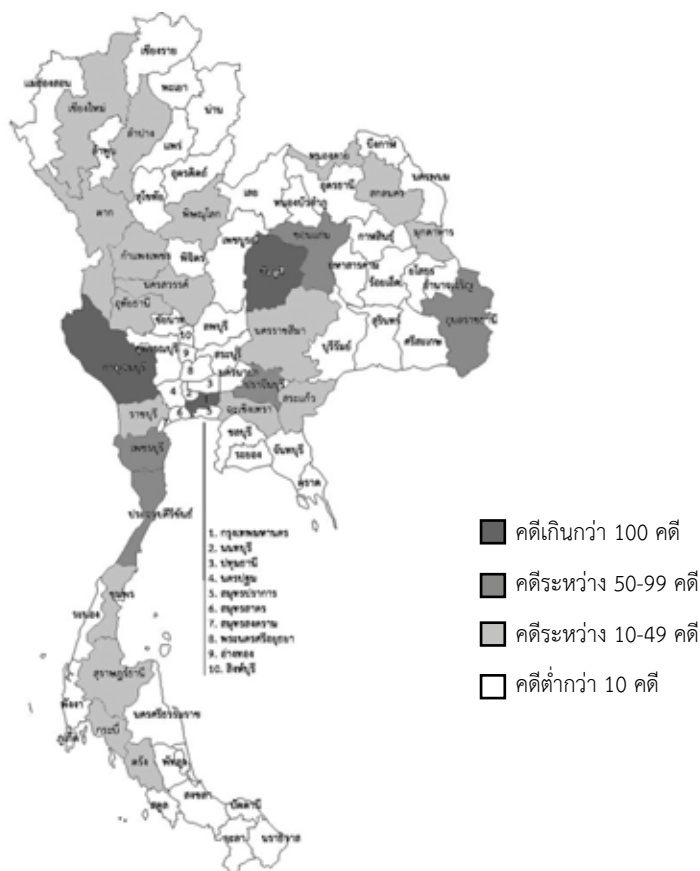 เชียงราย
แม่ฮ่องสอน
พะเยา
เชียงใหม่
น่าน
ลำปาง
ลำพูน
แพร่
อุตรดิตถ์
สุโขทัย
ตาก
พิษณุโลก
กำแพงเพชร
พิจิตร
เพชรบูรณ์
เลย
หนองบัวลำภู
อุดรธานี
หนองคาย
บึงกาฬ
นครพนม
สกลนคร
มุกดาหาร
ขอนแก่น
กาฬสินธุ์
ชัยภูมิ
มหาสารคาม
ร้อยเอ็ด
ยโสธร
อำนาจเจริญ
อุบลราชธานี
นครสวรรค์
อุทัยธานี
ชัยนาท
ลพบุรี
นครราชสีมา
บุรีรัมย์
สุรินทร์
ศรีสะเกษ
10
สุพรรณบุรี
9
สระบุรี
กาญจนบุรี
8
นครนายก
3
ปราจีนบุรี
4
2
1
สระแก้ว
ราชบุรี
6
5
ฉะเชิงเทรา
ชลบุรี
เพชรบุรี
ระยอง
จันทบุรี
ตราด
ประจวบคีรีขันธ์
1. กรุงเทพมหานคร
2. นนทบุรี
3. ปทุมธานี
4. นครปฐม
5. สมุทรปราการ
6. สมุทรสาคร
7. สมุทรสงคราม
8. พระนครศรีอยุธยา
9. อ่างทอง
10. สิงห์บุรี
คดีเกินกว่า 100 คดี
คดีระหว่าง 50-99 คดี
คดีระหว่าง 10-49 คดี
คดีต่ำกว่า 10 คดี
ชุมพร
ระนอง
สุราษฎร์ธานี
พังงา
นครศรีธรรมราช
ภูเก็ต
กระบี่
ตรัง
พัทลุง
สตูล
สงขลา
ปัตตานี
ยะลา
นราธิวาส